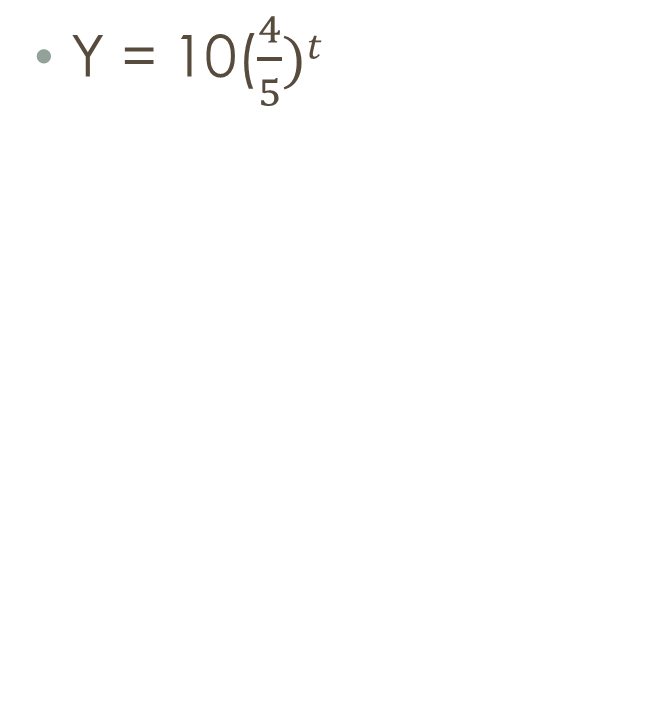 • Y = 10(4/5)^t